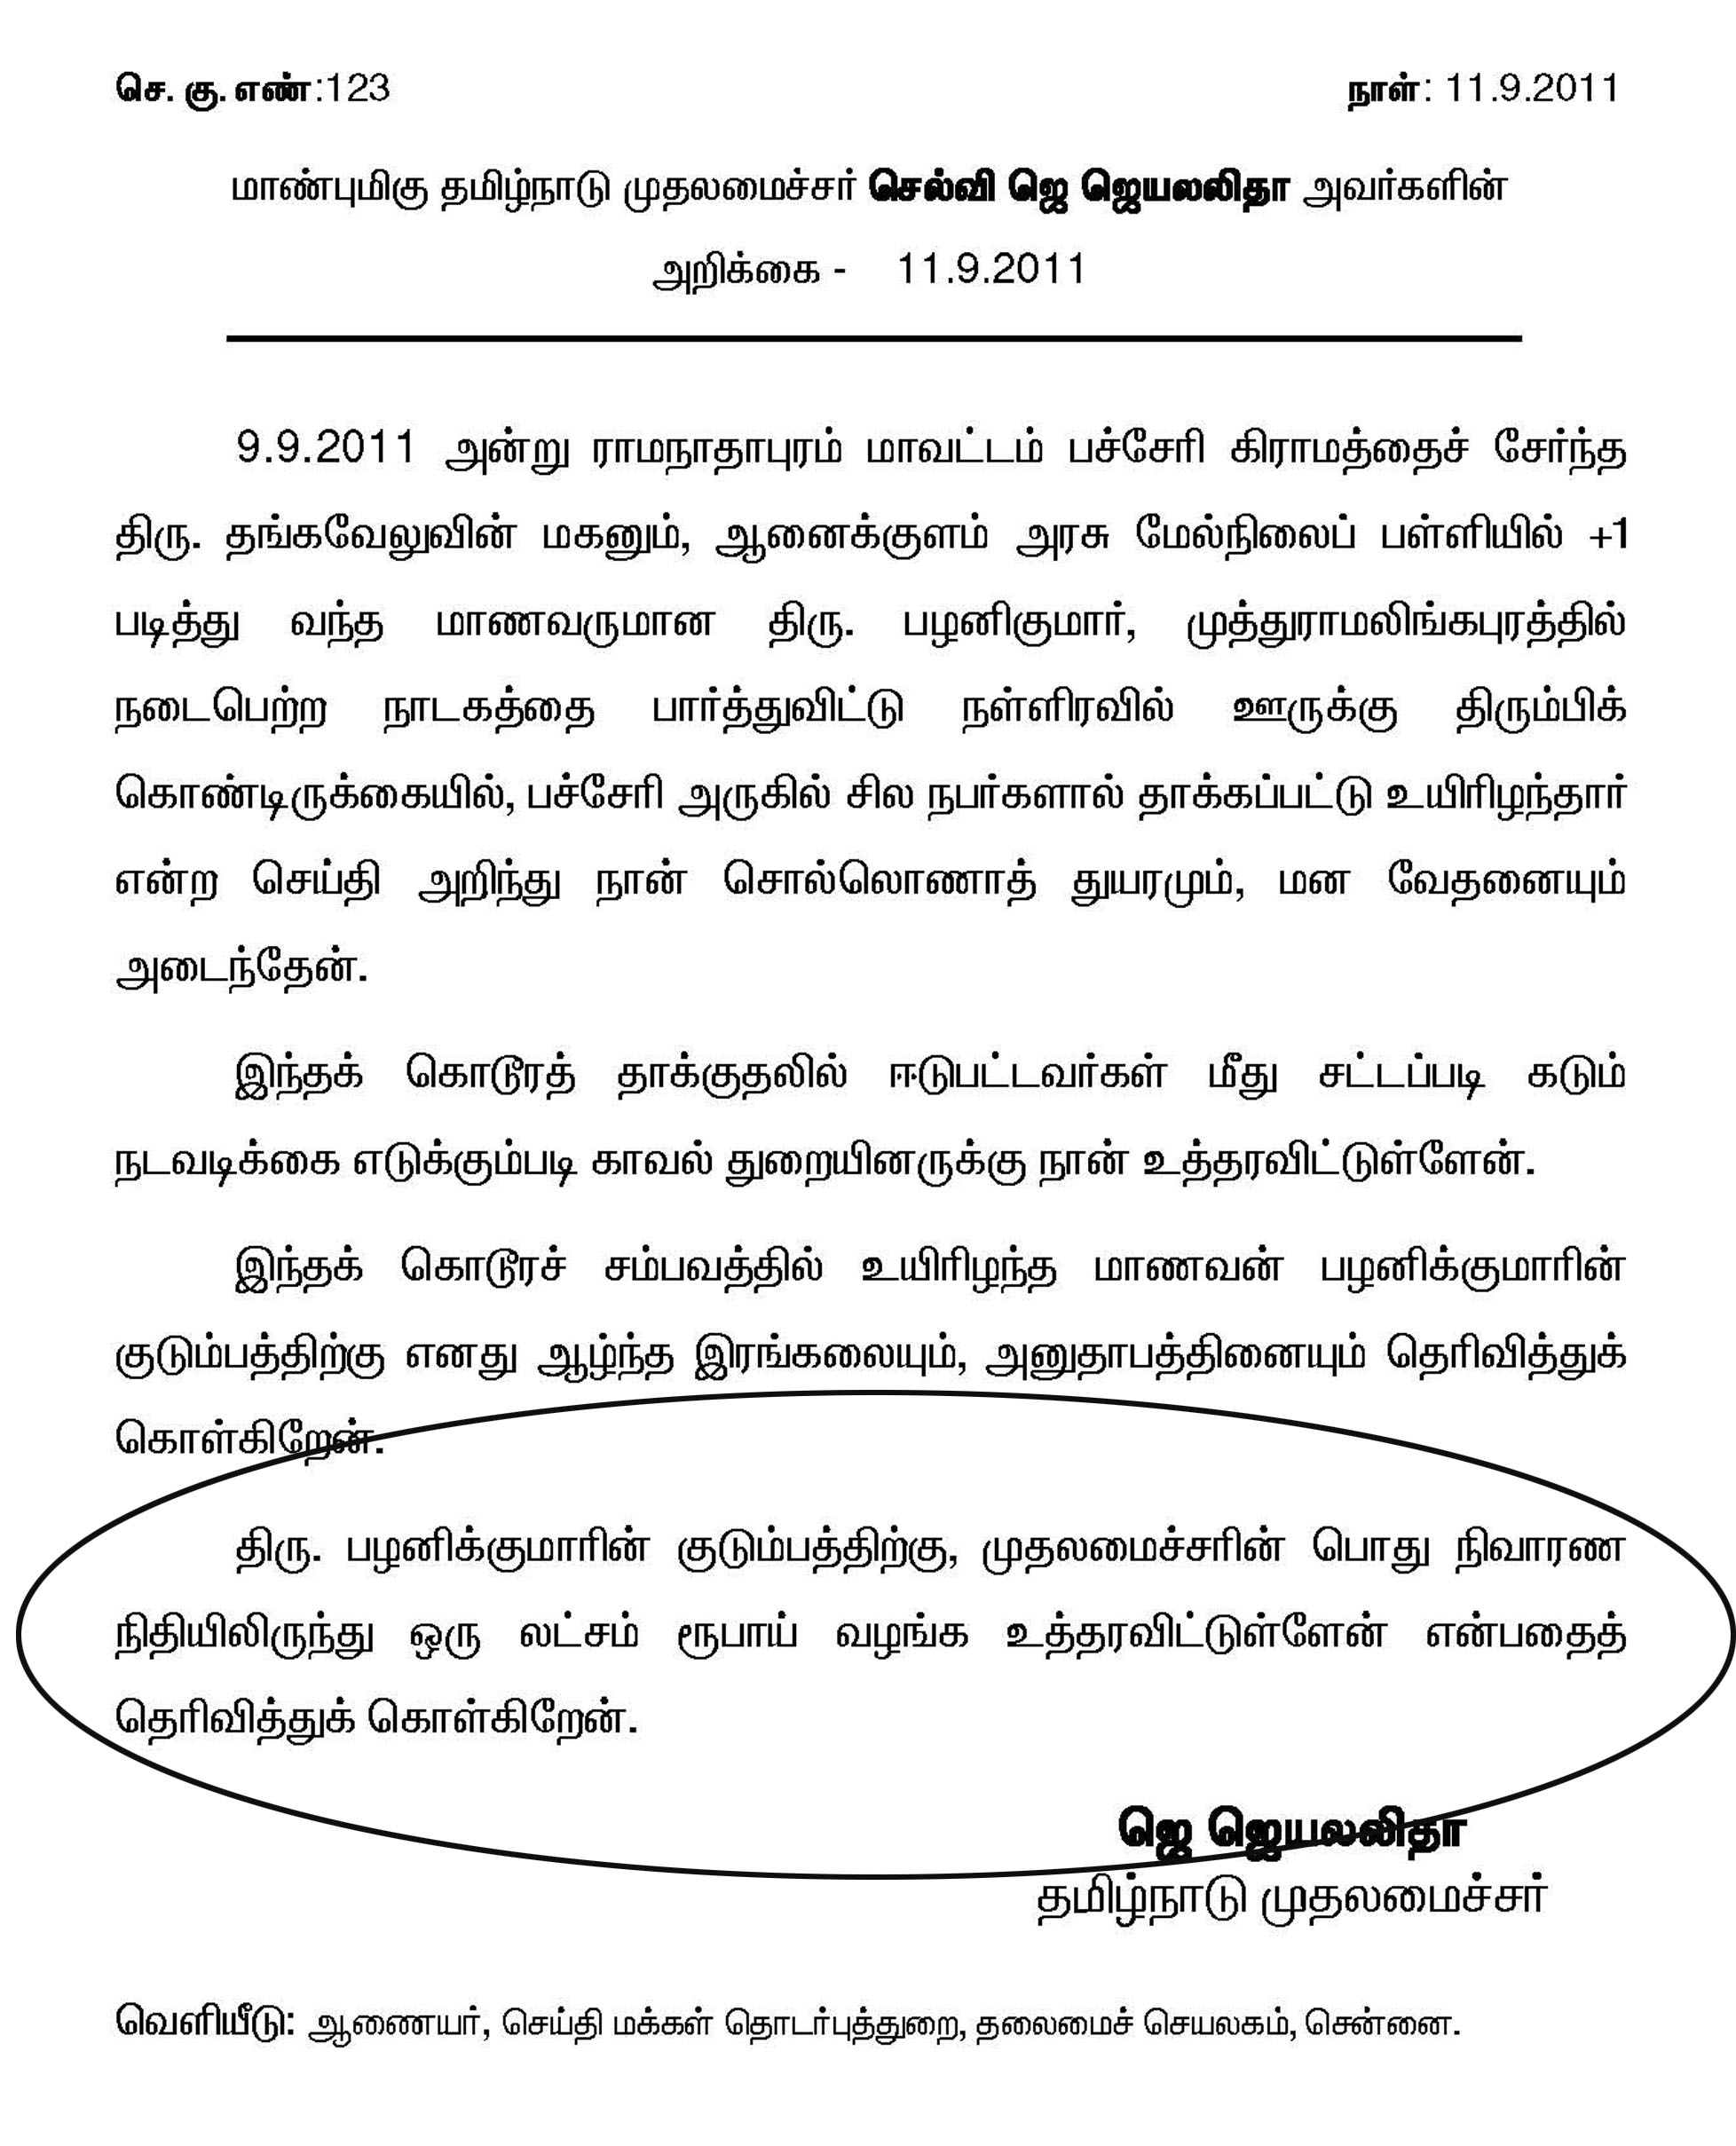 செ. கு. எண்:123
நாள்: 11.9.2011
மாண்புமிகு தமிழ்நாடு முதலமைச்சர் செல்வி ஜெ ஜெயலலிதா அவர்களின்
அறிக்கை - 11.9.2011
9.9.2011 அன்று ராமநாதாபுரம் மாவட்டம் பச்சேரி கிராமத்தைச் சேர்ந்த
திரு. தங்கவேலுவின் மகனும், ஆனைக்குளம் அரசு மேல்நிலைப் பள்ளியில் +1
படித்து வந்த மாணவருமான திரு. பழனிகுமார், முத்துராமலிங்கபுரத்தில்
நடைபெற்ற நாடகத்தை பார்த்துவிட்டு நள்ளிரவில் ஊருக்கு திரும்பிக்
கொண்டிருக்கையில், பச்சேரி அருகில் சில நபர்களால் தாக்கப்பட்டு உயிரிழந்தார்
என்ற செய்தி அறிந்து நான் சொல்லொணாத் துயரமும், மன வேதனையும்
அடைந்தேன்.
இந்தக் கொடூரத் தாக்குதலில் ஈடுபட்டவர்கள் மீது சட்டப்படி கடும்
நடவடிக்கை எடுக்கும்படி காவல் துறையினருக்கு நான் உத்தரவிட்டுள்ளேன்.
இந்தக் கொடூரச் சம்பவத்தில் உயிரிழந்த மாணவன் பழனிக்குமாரின்
குடும்பத்திற்கு எனது ஆழ்ந்த இரங்கலையும், அனுதாபத்தினையும் தெரிவித்துக்
கொள்கிறேன்.
திரு. பழனிக்குமாரின் குடும்பத்திற்கு, முதலமைச்சரின் பொது நிவாரண
நிதியிலிருந்து ஒரு லட்சம் ரூபாய் வழங்க உத்தரவிட்டுள்ளேன் என்பதைத்
தெரிவித்துக் கொள்கிறேன்.
ஜெ ஜெயலலிதா
தமிழ்நாடு முதலமைச்சர்
வெளியீடு: ஆணையர், செய்தி மக்கள் தொடர்புத்துறை, தலைமைச் செயலகம், சென்னை.